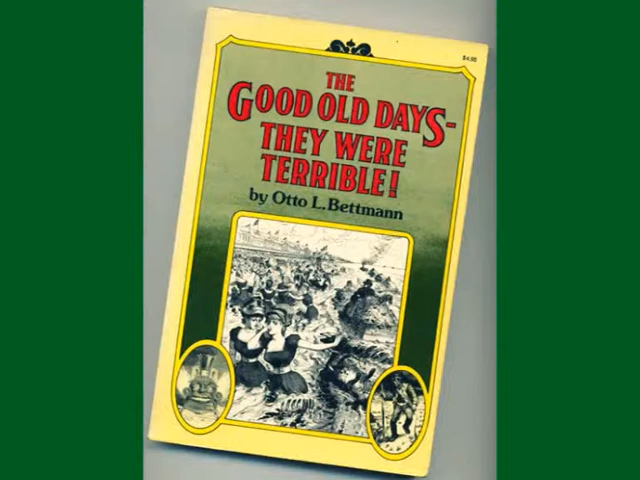 $4.95
THE
GOOD OLD DAYS-
THEY WERE
TERRIBLE!
by Otto L. Bettmann